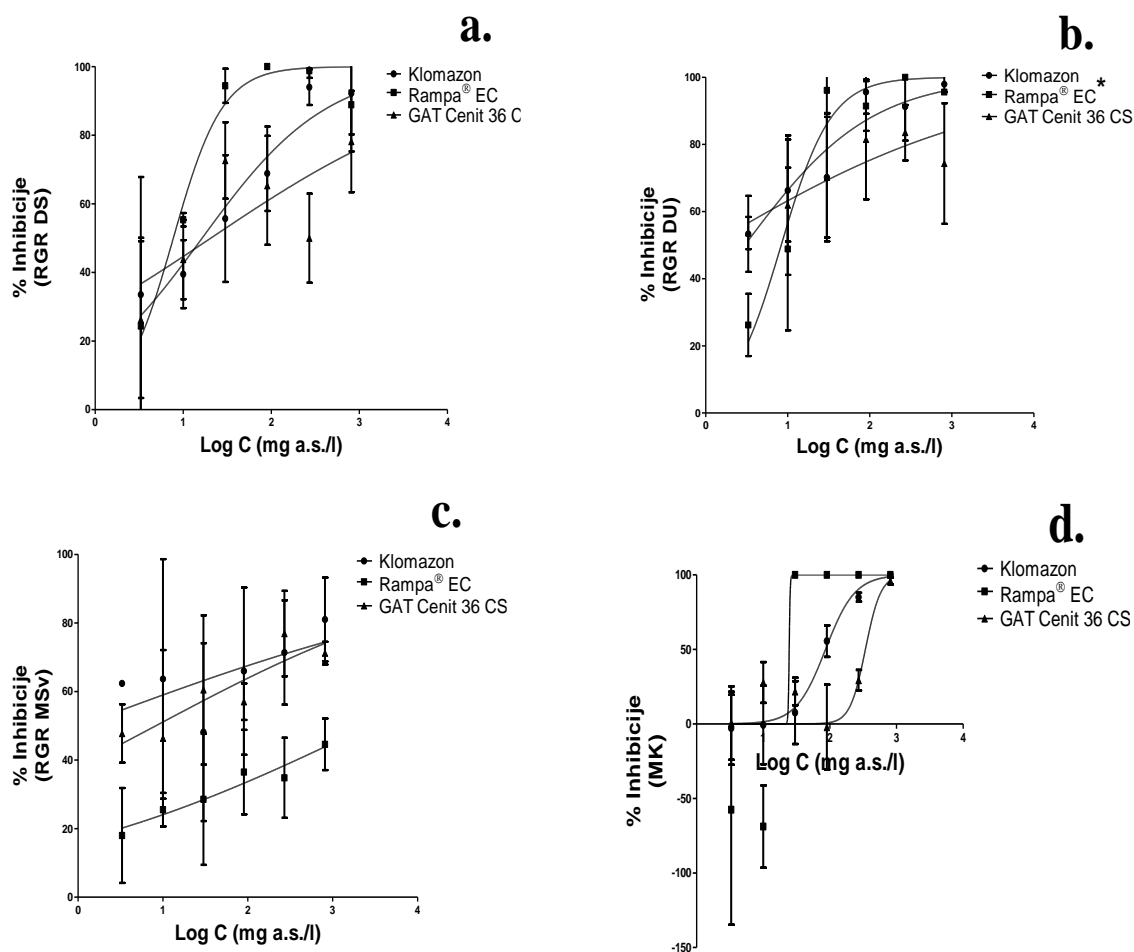 a.
Klomazon
Rampa® EC
GAT Cenit 36 C
% Inhibicije
(RGR DS)
100
80
60
40
20
0
0 1 2 3 4
Log C (mg a.s./l)
b.
Klomazon
Rampa® EC*
GAT Cenit 36 CS
% Inhibicije
(RGR DU)
100
80
60
40
20
0
0 1 2 3 4
Log C (mg a.s./l)
c.
Klomazon
Rampa® EC
GAT Cenit 36 CS
% Inhibicije
(RGR MSv)
100
80
60
40
20
0
0 1 2 3 4
Log C (mg a.s./l)
d.
Klomazon
Rampa® EC
GAT Cenit 36 CS
% Inhibicije
(MK)
100
50
0
-50
-100
-150
0 1 2 3 4
Log C (mg a.s./l)